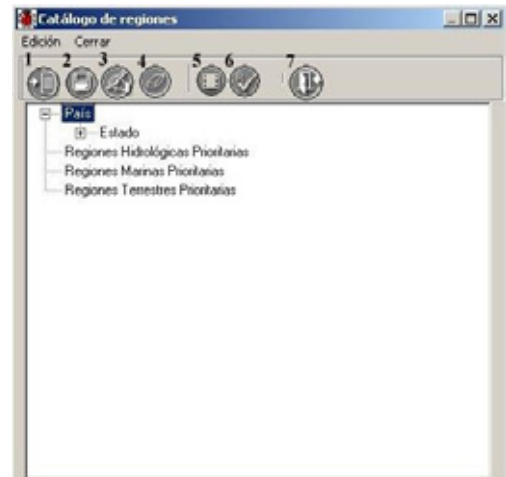 Catálogo de regiones
Edición Cerrar
1 2 3 4 5 6 7
País
Estado
Regiones Hidrológicas Prioritarias
Regiones Marinas Prioritarias
Regiones Terrestres Prioritarias